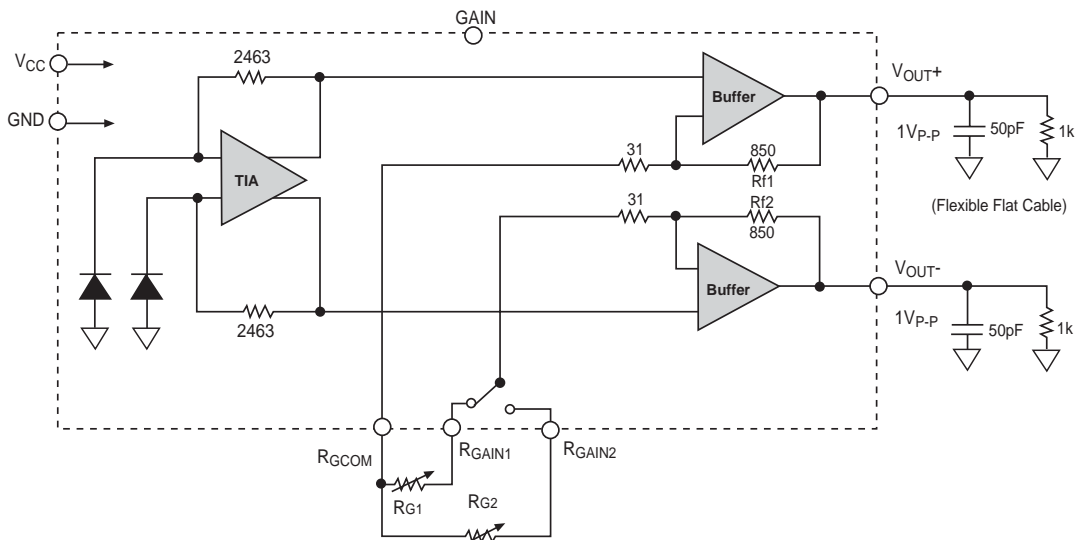 GAIN
VCC
GND
2463
TIA
2463
Buffer
31
850
Rf1
31
Rf2
850
Buffer
VOUT+
1VP-P
50pF
1k
(Flexible Flat Cable)
VOUT-
1VP-P
50pF
1k
RGCOM
RGAIN1
RGAIN2
RG1
RG2